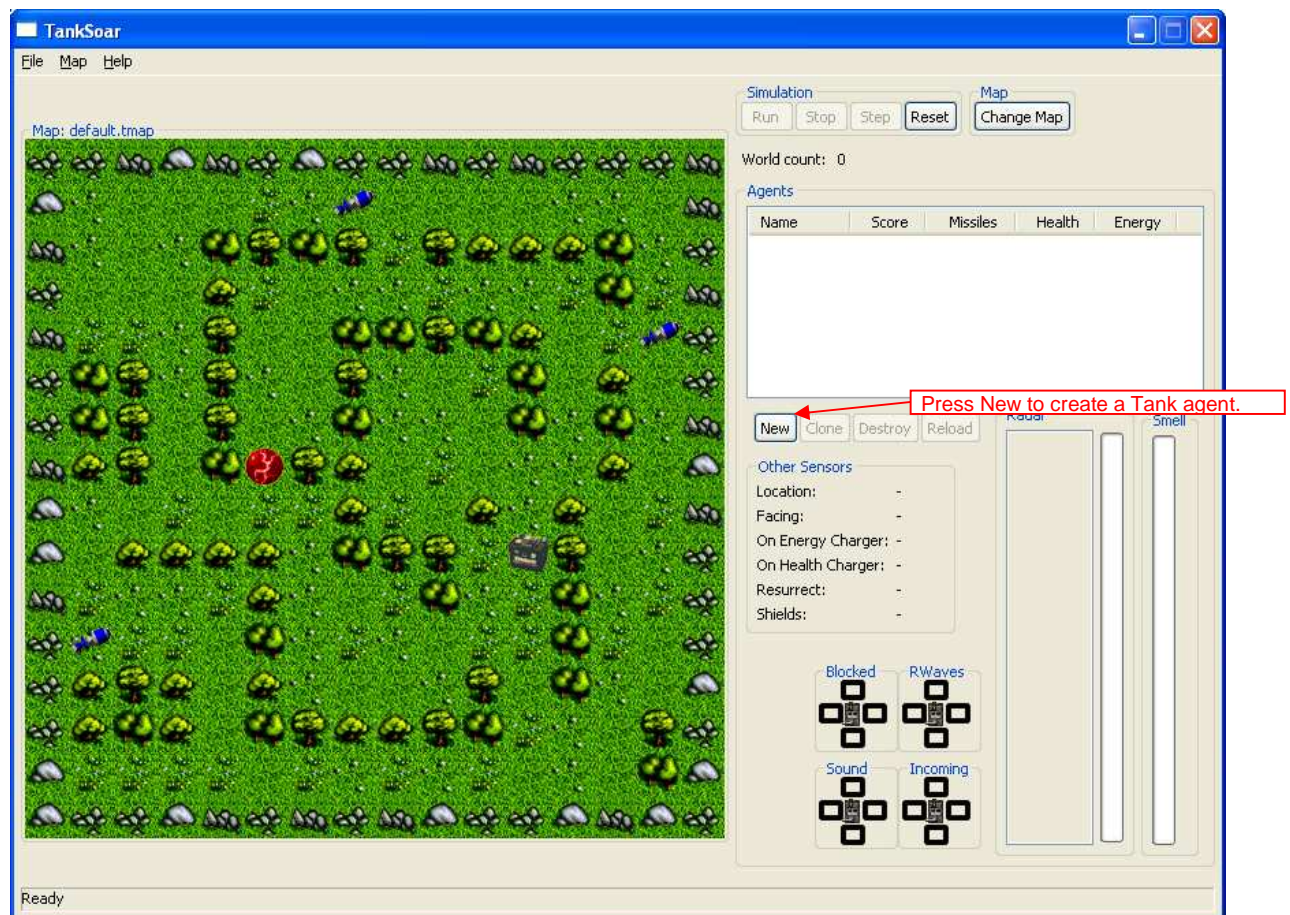 TankSoar
File Map Help
Simulation
Run Stop Step Reset
Map
Change Map
Map: default.tmap
World count: 0
Agents
Name Score Missiles Health Energy
Press New to create a Tank agent.
New Clone Destroy Reload
Radar
Smell
Other Sensors
Location: -
Facing: -
On Energy Charger: -
On Health Charger: -
Resurrect: -
Shields: -
Blocked RWaves
Sound Incoming
Ready